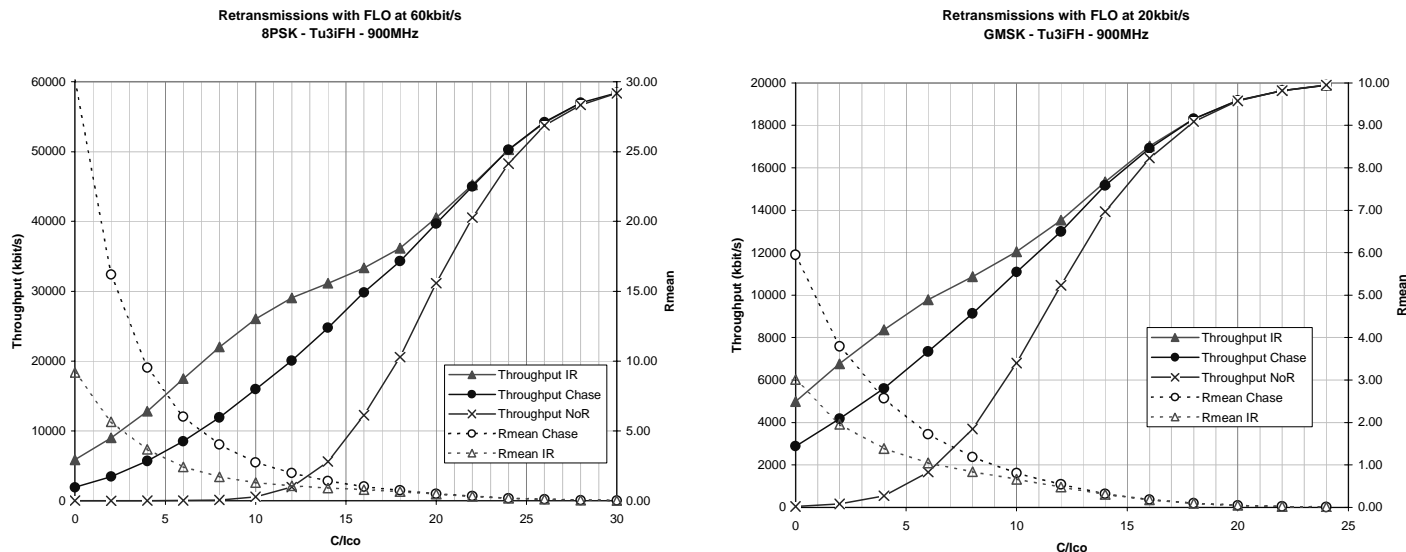 Retransmissions with FLO at 60kbit/s
8PSK - Tu3iFH - 900MHz
60000
50000
40000
30000
20000
10000
0
Throughput (kbit/s)
30.00
25.00
20.00
15.00
10.00
5.00
0.00
Rmean
0
5
10
15
20
25
30
C/Ico
Throughput IR
Throughput Chase
Throughput NoR
Rmean Chase
Rmean IR
Retransmissions with FLO at 20kbit/s
GMSK - Tu3iFH - 900MHz
20000
18000
16000
14000
12000
10000
8000
6000
4000
2000
0
Throughput (kbit/s)
10.00
9.00
8.00
7.00
6.00
5.00
4.00
3.00
2.00
1.00
0.00
Rmean
0
5
10
15
20
25
C/Ico
Throughput IR
Throughput Chase
Throughput NoR
Rmean Chase
Rmean IR